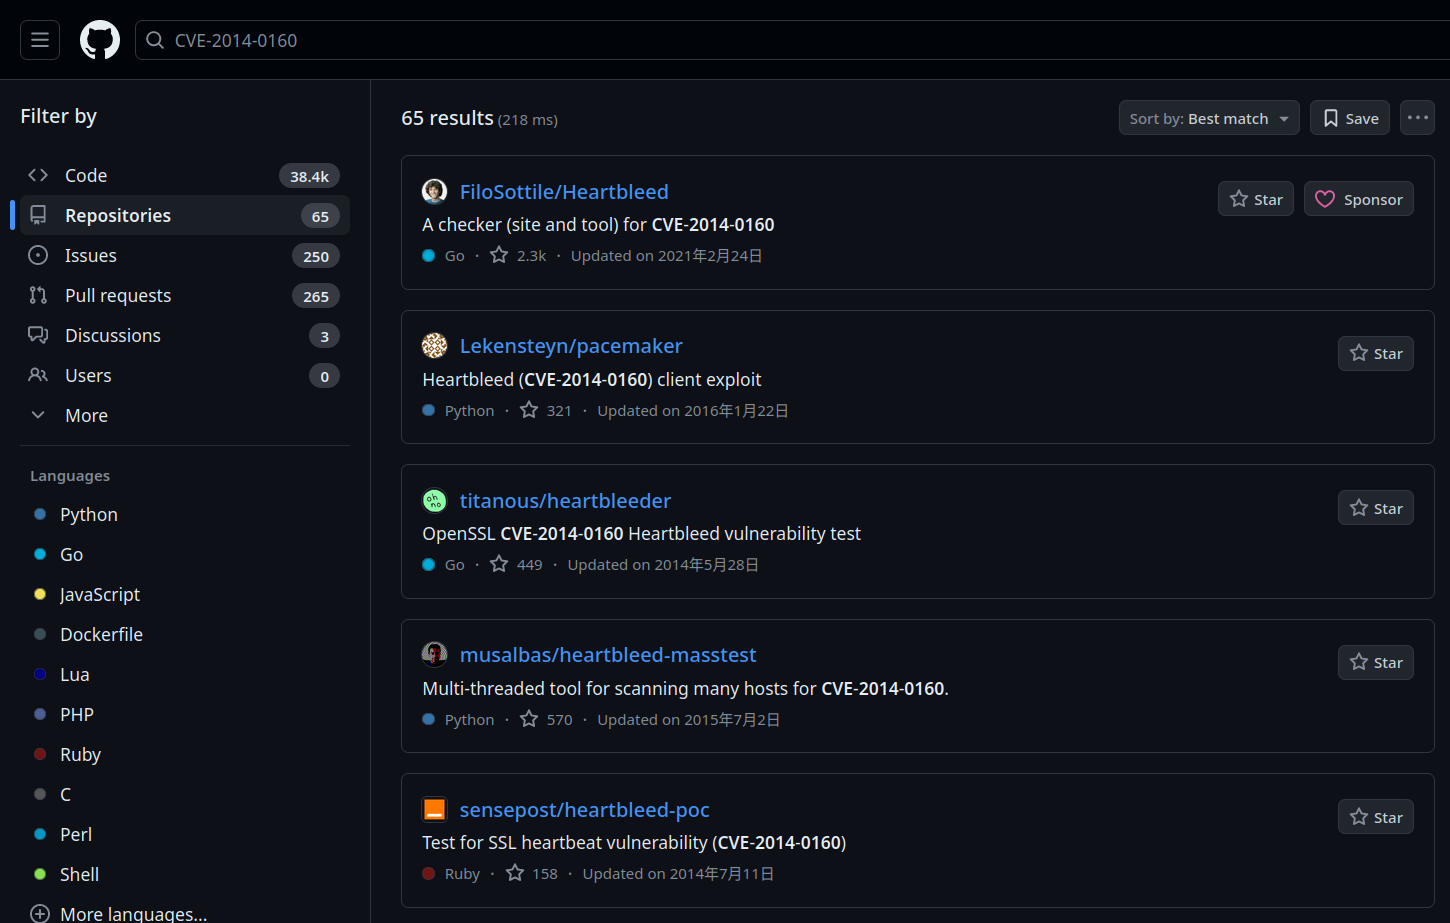 CVE-2014-0160
Filter by
Code 38.4k
Repositories 65
Issues 250
Pull requests 265
Discussions 3
Users 0
More
Languages
Python
Go
JavaScript
Dockerfile
Lua
PHP
Ruby
C
Perl
Shell
More languages...
65 results (218 ms)
Sort by: Best match
Save
FiloSottile/Heartbleed
Star
Sponsor
A checker (site and tool) for CVE-2014-0160
Go · 2.3k · Updated on 2021年2月24日
Lekensteyn/pacemaker
Star
Heartbleed (CVE-2014-0160) client exploit
Python · 321 · Updated on 2016年1月22日
oh
no
titanous/heartbleeder
Star
OpenSSL CVE-2014-0160 Heartbleed vulnerability test
Go · 449 · Updated on 2014年5月28日
musalbas/heartbleed-masstest
Star
Multi-threaded tool for scanning many hosts for CVE-2014-0160.
Python · 570 · Updated on 2015年7月2日
sensepost/heartbleed-poc
Star
Test for SSL heartbeat vulnerability (CVE-2014-0160)
Ruby · 158 · Updated on 2014年7月11日